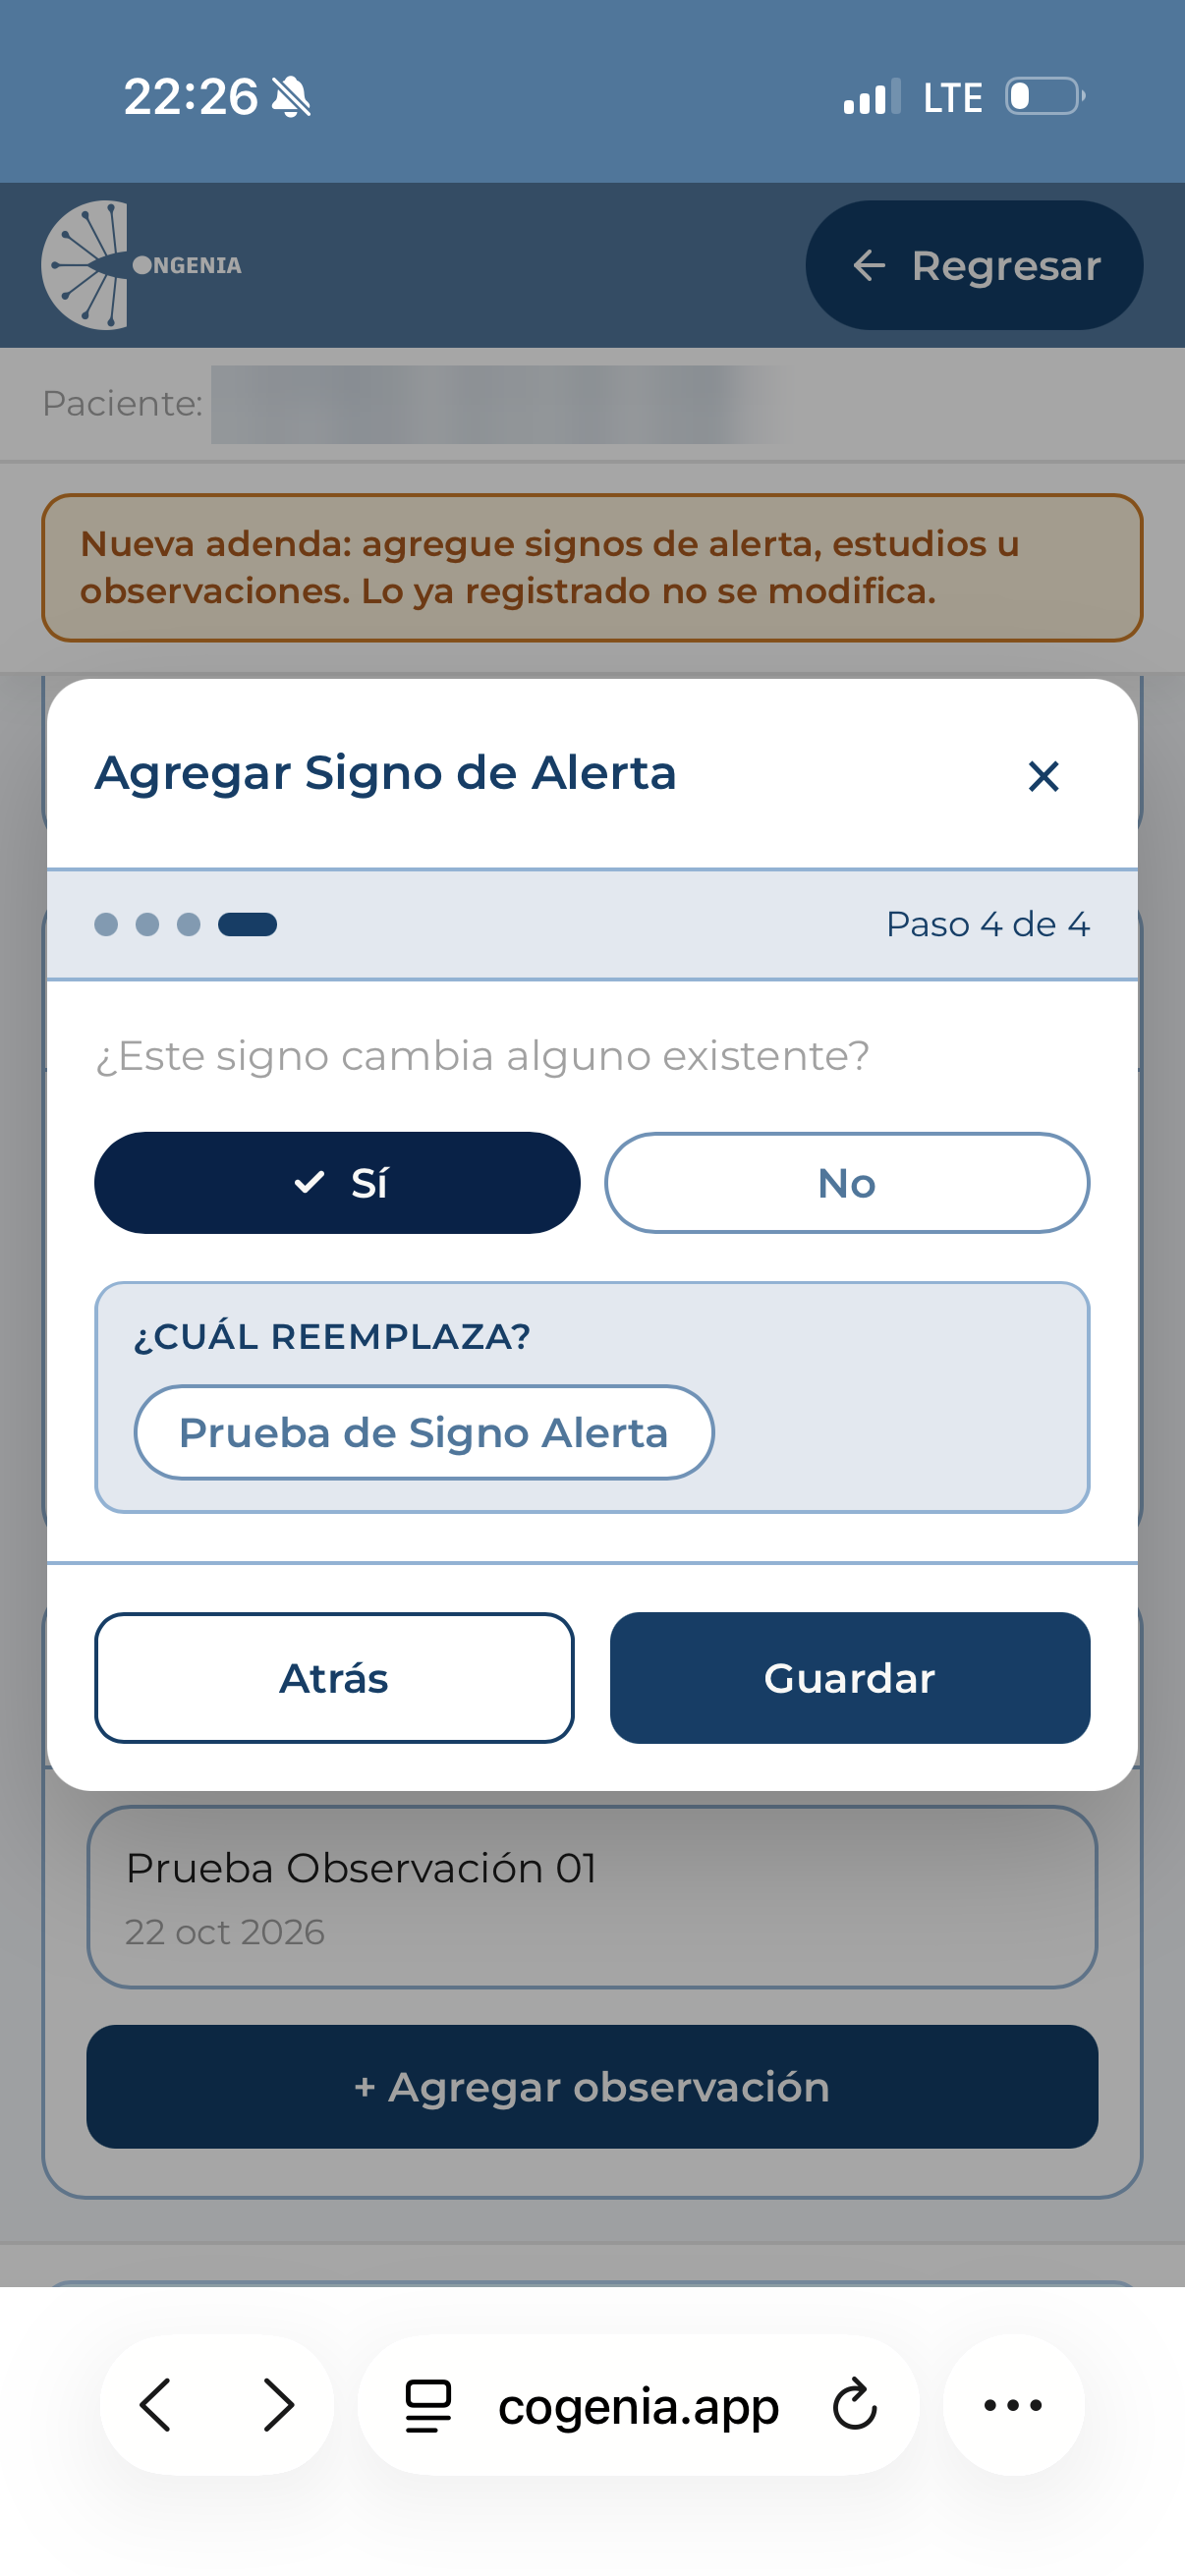 22:26
LTE
ONGENIA
← Regresar
Paciente:
Nueva adenda: agregue signos de alerta, estudios u
observaciones. Lo ya registrado no se modifica.
Agregar Signo de Alerta
Paso 4 de 4
¿Este signo cambia alguno existente?
Sí
No
¿CUÁL REEMPLAZA?
Prueba de Signo Alerta
Atrás
Guardar
Prueba Observación 01
22 oct 2026
+ Agregar observación
cogenia.app